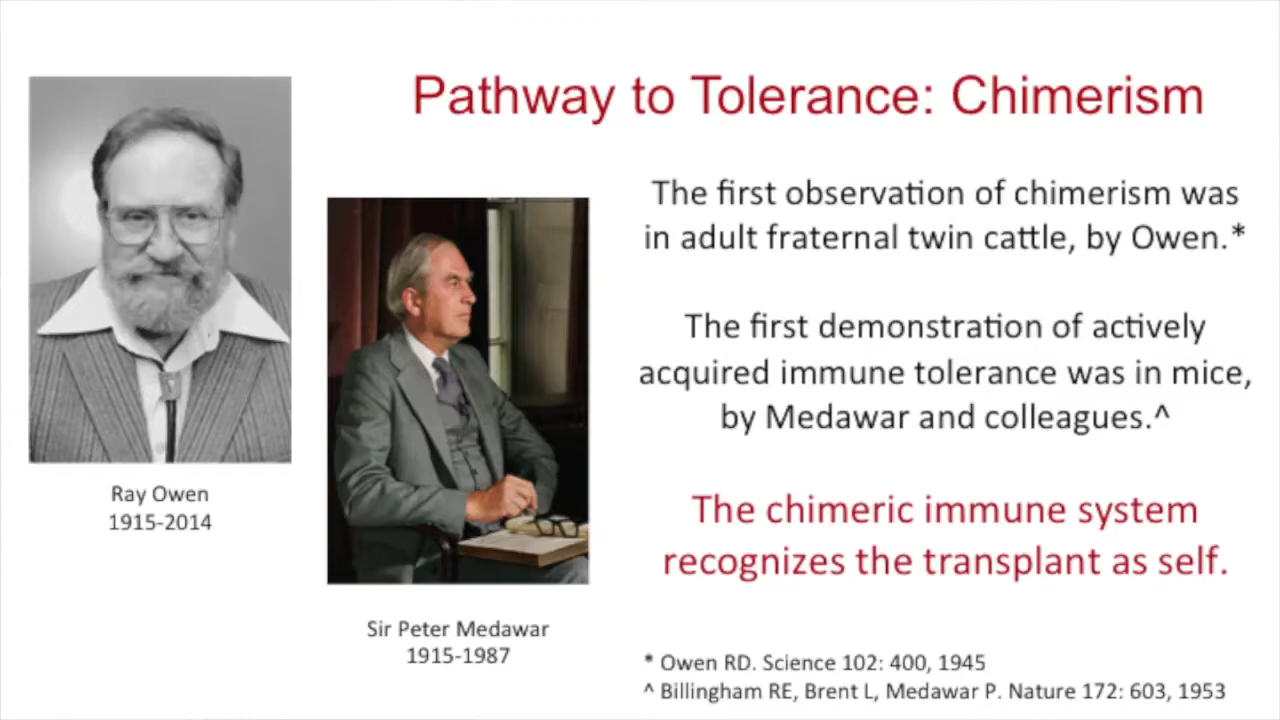 Pathway to Tolerance: Chimerism
The first observation of chimerism was
in adult fraternal twin cattle, by Owen.*
The first demonstration of actively
acquired immune tolerance was in mice,
by Medawar and colleagues.^
The chimeric immune system
recognizes the transplant as self.
Ray Owen
1915-2014
Sir Peter Medawar
1915-1987
* Owen RD. Science 102: 400, 1945
^ Billingham RE, Brent L, Medawar P. Nature 172: 603, 1953